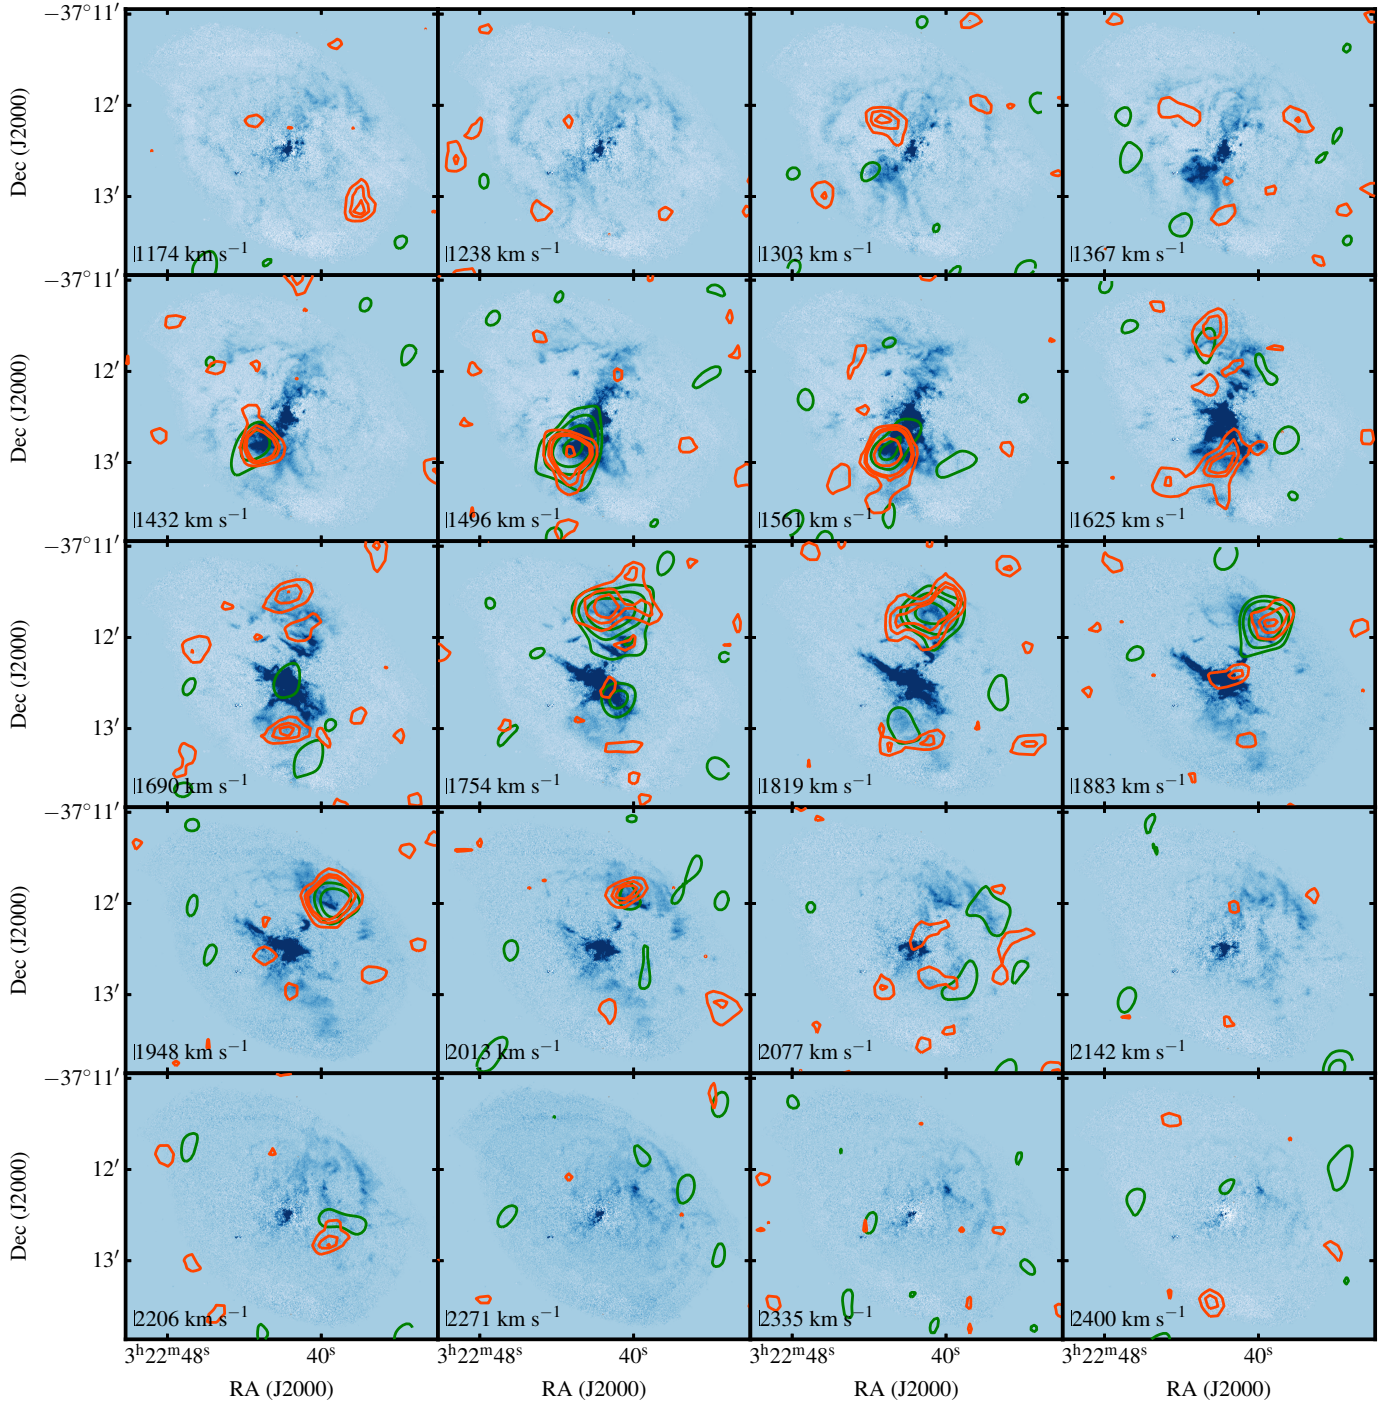 −37°11′
12′
13′
Dec (J2000)
|1174 km s⁻¹
|1238 km s⁻¹
|1303 km s⁻¹
|1367 km s⁻¹
−37°11′
12′
13′
Dec (J2000)
|1432 km s⁻¹
|1496 km s⁻¹
|1561 km s⁻¹
|1625 km s⁻¹
−37°11′
12′
13′
Dec (J2000)
|1690 km s⁻¹
|1754 km s⁻¹
|1819 km s⁻¹
|1883 km s⁻¹
−37°11′
12′
13′
Dec (J2000)
|1948 km s⁻¹
|2013 km s⁻¹
|2077 km s⁻¹
|2142 km s⁻¹
−37°11′
12′
13′
Dec (J2000)
|2206 km s⁻¹
|2271 km s⁻¹
|2335 km s⁻¹
|2400 km s⁻¹
3ʰ22ᵐ48ˢ 40ˢ 3ʰ22ᵐ48ˢ 40ˢ 3ʰ22ᵐ48ˢ 40ˢ 3ʰ22ᵐ48ˢ 40ˢ
RA (J2000) RA (J2000) RA (J2000) RA (J2000)